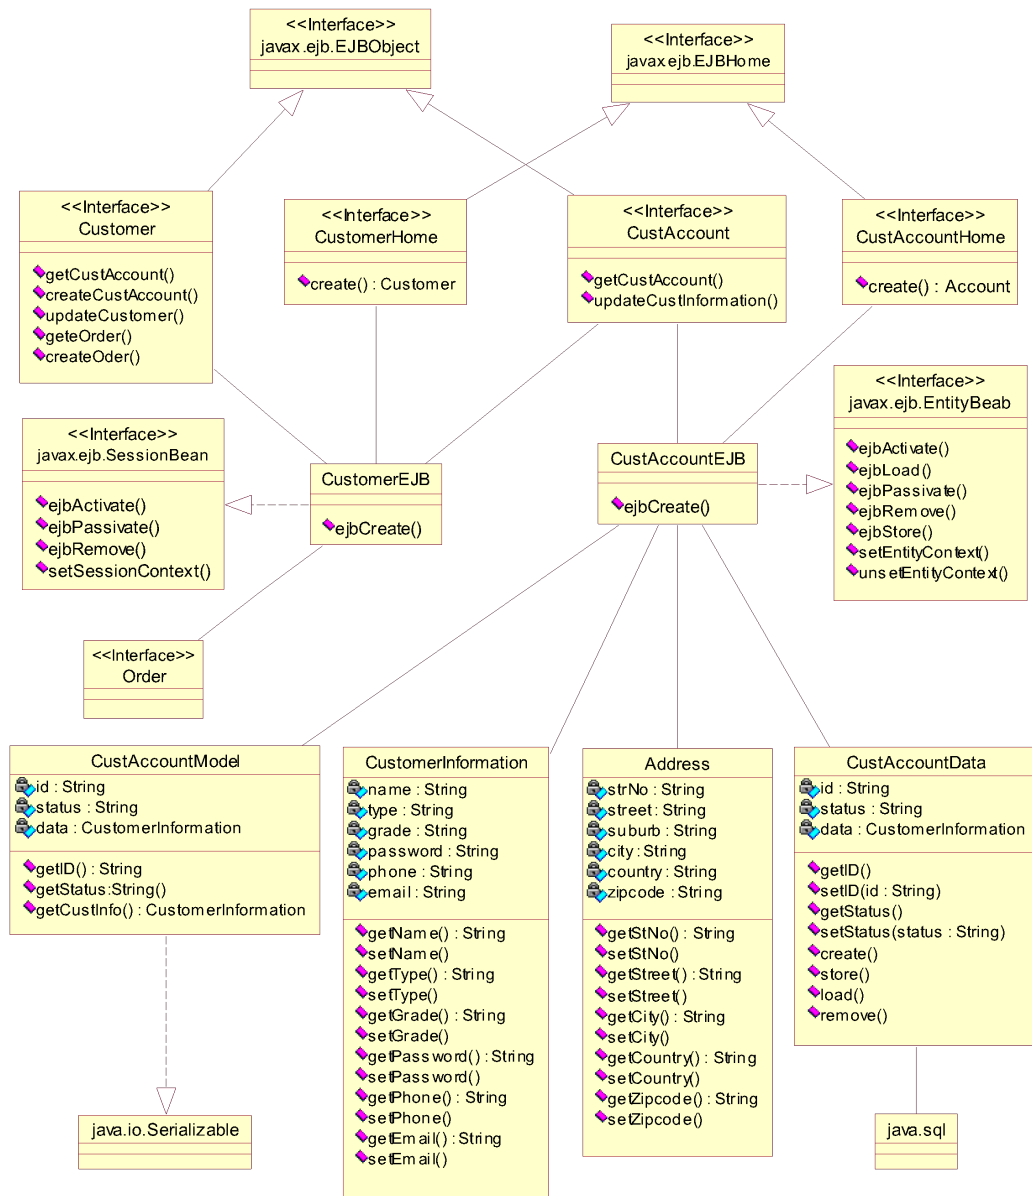 <<Interface>>
javax.ejb.EJBObject
<<Interface>>
javax.ejb.EJBHome
<<Interface>>
Customer
getCustAccount()
createCustAccount()
updateCustomer()
geteOrder()
createOder()
<<Interface>>
CustomerHome
create() : Customer
<<Interface>>
CustAccount
getCustAccount()
updateCustInformation()
<<Interface>>
CustAccountHome
create() : Account
<<Interface>>
javax.ejb.SessionBean
ejbActivate()
ejbPassivate()
ejbRemove()
setSessionContext()
CustomerEJB
ejbCreate()
CustAccountEJB
ejbCreate()
<<Interface>>
javax.ejb.EntityBeab
ejbActivate()
ejbLoad()
ejbPassivate()
ejbRemove()
ejbStore()
setEntityContext()
unsetEntityContext()
<<Interface>>
Order
CustAccountModel
id : String
status : String
data : CustomerInformation
getID() : String
getStatus:String()
getCustInfo() : CustomerInformation
CustomerInformation
name : String
type : String
grade : String
password : String
phone : String
email : String
getName() : String
setName()
getType() : String
setType()
getGrade() : String
setGrade()
getPassword() : String
setPassword()
getPhone() : String
setPhone()
getEmail() : String
setEmail()
Address
strNo : String
street : String
suburb : String
city : String
country : String
zipcode : String
getStNo() : String
setStNo()
getStreet() : String
setStreet()
getCity() : String
setCity()
getCountry() : String
setCountry()
getZipcode() : String
setZipcode()
CustAccountData
id : String
status : String
data : CustomerInformation
getID()
setID(id : String)
getStatus()
setStatus(status : String)
create()
store()
load()
remove()
java.io.Serializable
java.sql